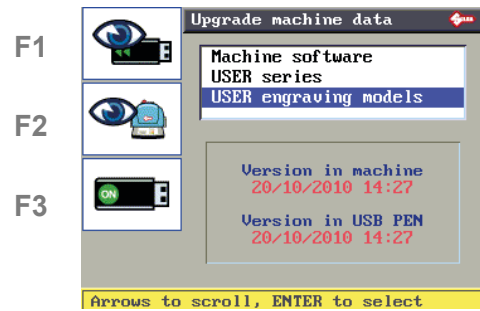 Upgrade machine data
F1
Machine software
USER series
USER engraving models
F2
ON
F3
Version in machine
20/10/2010 14:27
Version in USB PEN
20/10/2010 14:27
Arrows to scroll, ENTER to select